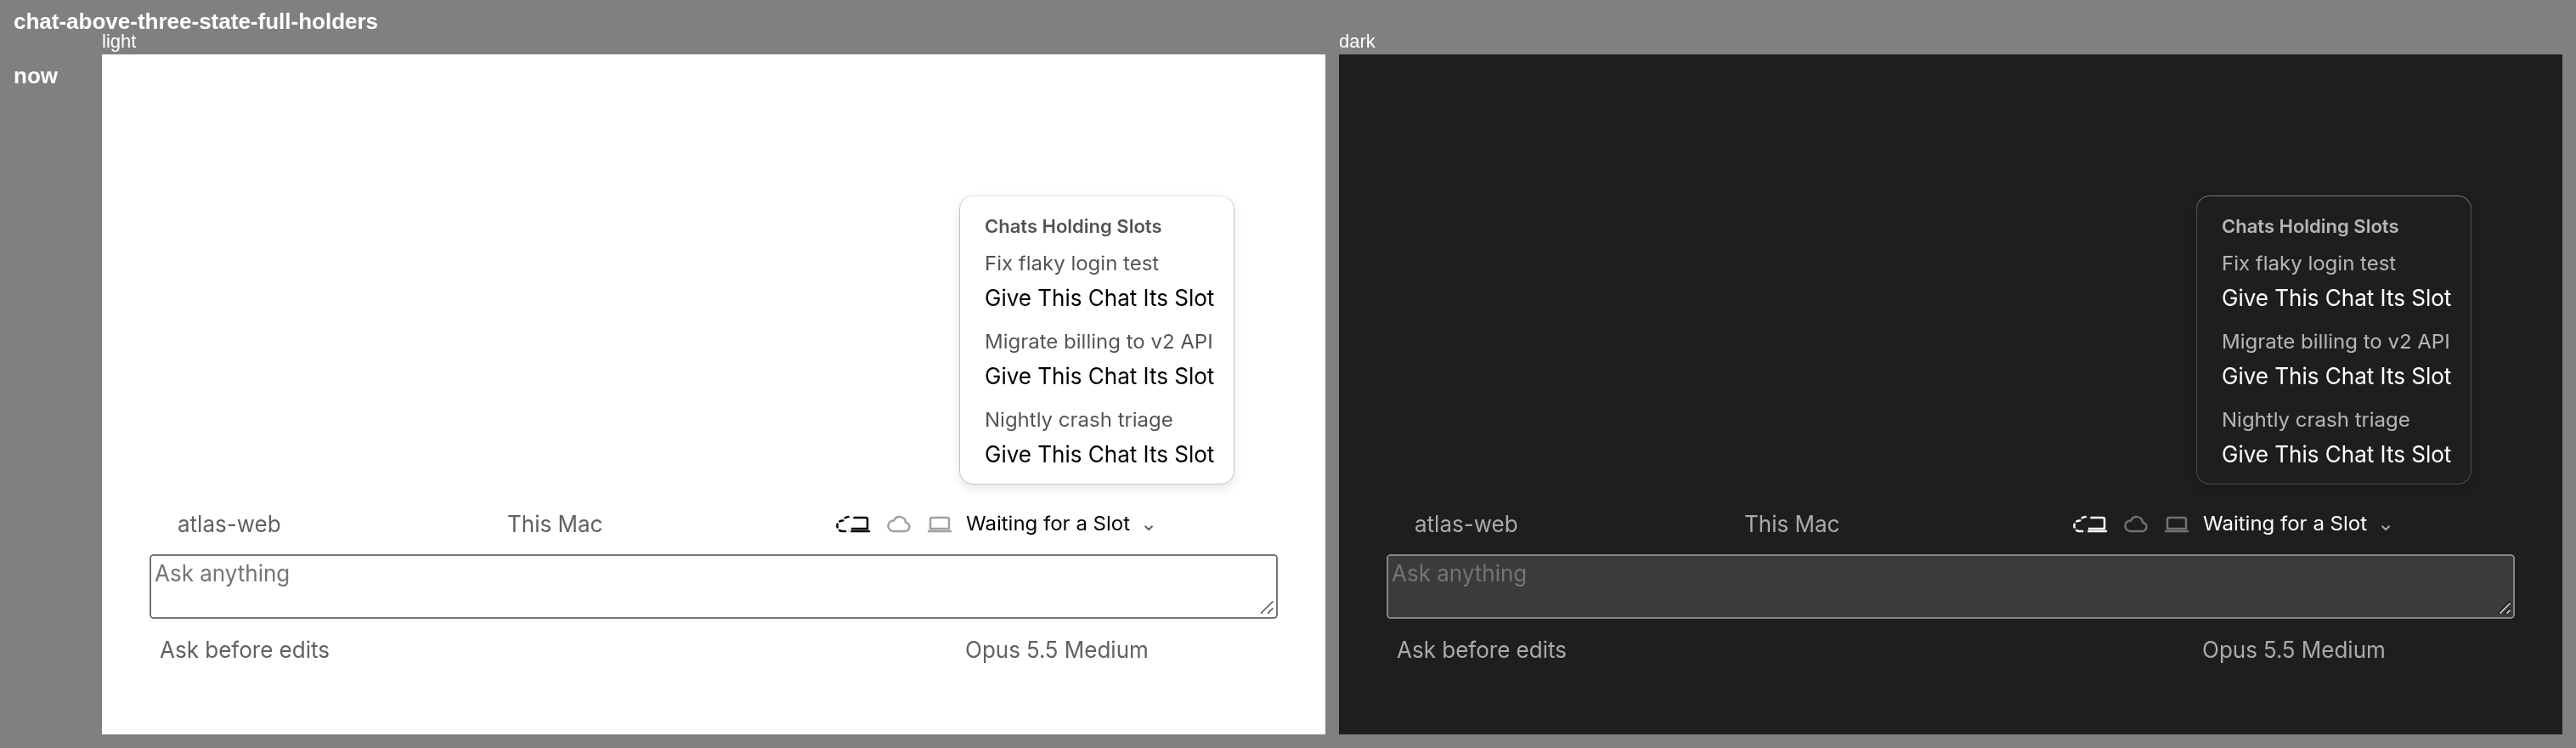 chat-above-three-state-full-holders
light
dark
now
Chats Holding Slots
Fix flaky login test
Give This Chat Its Slot
Migrate billing to v2 API
Give This Chat Its Slot
Nightly crash triage
Give This Chat Its Slot
atlas-web This Mac Waiting for a Slot
Ask anything
Ask before edits Opus 5.5 Medium
Chats Holding Slots
Fix flaky login test
Give This Chat Its Slot
Migrate billing to v2 API
Give This Chat Its Slot
Nightly crash triage
Give This Chat Its Slot
atlas-web This Mac Waiting for a Slot
Ask anything
Ask before edits Opus 5.5 Medium